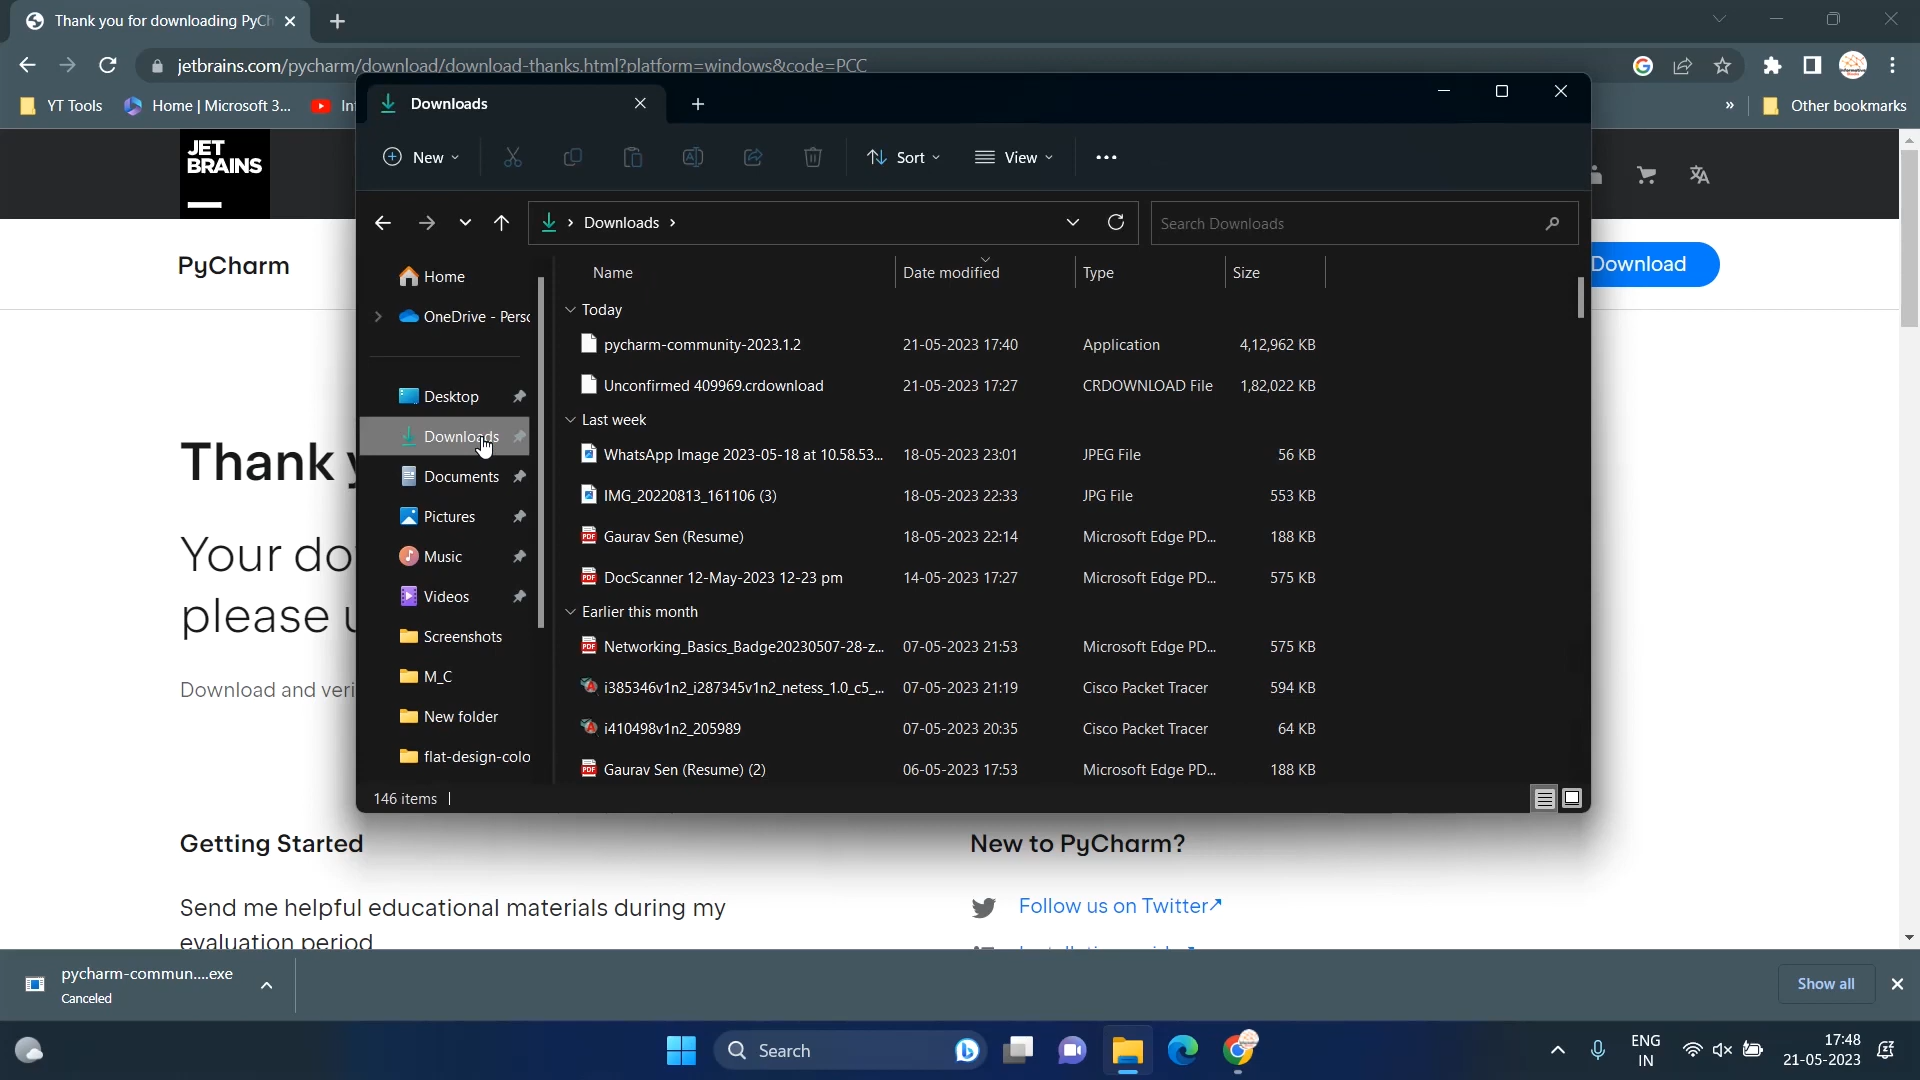 Thank you for downloading PyCh
jetbrains.com/pycharm/download/download-thanks.html?platform=windows&code=PCC
YT Tools
Home | Microsoft 3...
»
Other bookmarks
JET
BRAINS
PyCharm
Download
Thank
Your
please
Download and
Downloads
New
Sort
View
Downloads
Search Downloads
Home
OneDrive - Perso
Desktop
Downloads
Documents
Pictures
Music
Videos
Screenshots
M_C
New folder
flat-design-colo
Name Date modified Type Size
Today
pycharm-community-2023.1.2 21-05-2023 17:40 Application 4,12,962 KB
Unconfirmed 409969.crdownload 21-05-2023 17:27 CRDOWNLOAD File 1,82,022 KB
Last week
WhatsApp Image 2023-05-18 at 10.58.53... 18-05-2023 23:01 JPEG File 56 KB
IMG_20220813_161106 (3) 18-05-2023 22:33 JPG File 553 KB
Gaurav Sen (Resume) 18-05-2023 22:14 Microsoft Edge PD... 188 KB
DocScanner 12-May-2023 12-23 pm 14-05-2023 17:27 Microsoft Edge PD... 575 KB
Earlier this month
Networking_Basics_Badge20230507-28-z... 07-05-2023 21:53 Microsoft Edge PD... 575 KB
i385346v1n2_i287345v1n2_netess_1.0_c5_... 07-05-2023 21:19 Cisco Packet Tracer 594 KB
i410498v1n2_205989 07-05-2023 20:35 Cisco Packet Tracer 64 KB
Gaurav Sen (Resume) (2) 06-05-2023 17:53 Microsoft Edge PD... 188 KB
146 items
Getting Started
Send me helpful educational materials during my
evaluation period
New to PyCharm?
Follow us on Twitter↗
pycharm-commun....exe
Canceled
Show all
Search
ENG
IN
17:48
21-05-2023